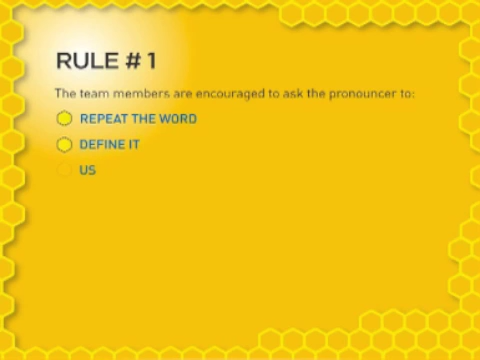 RULE # 1
The team members are encouraged to ask the pronouncer to:
REPEAT THE WORD
DEFINE IT
US